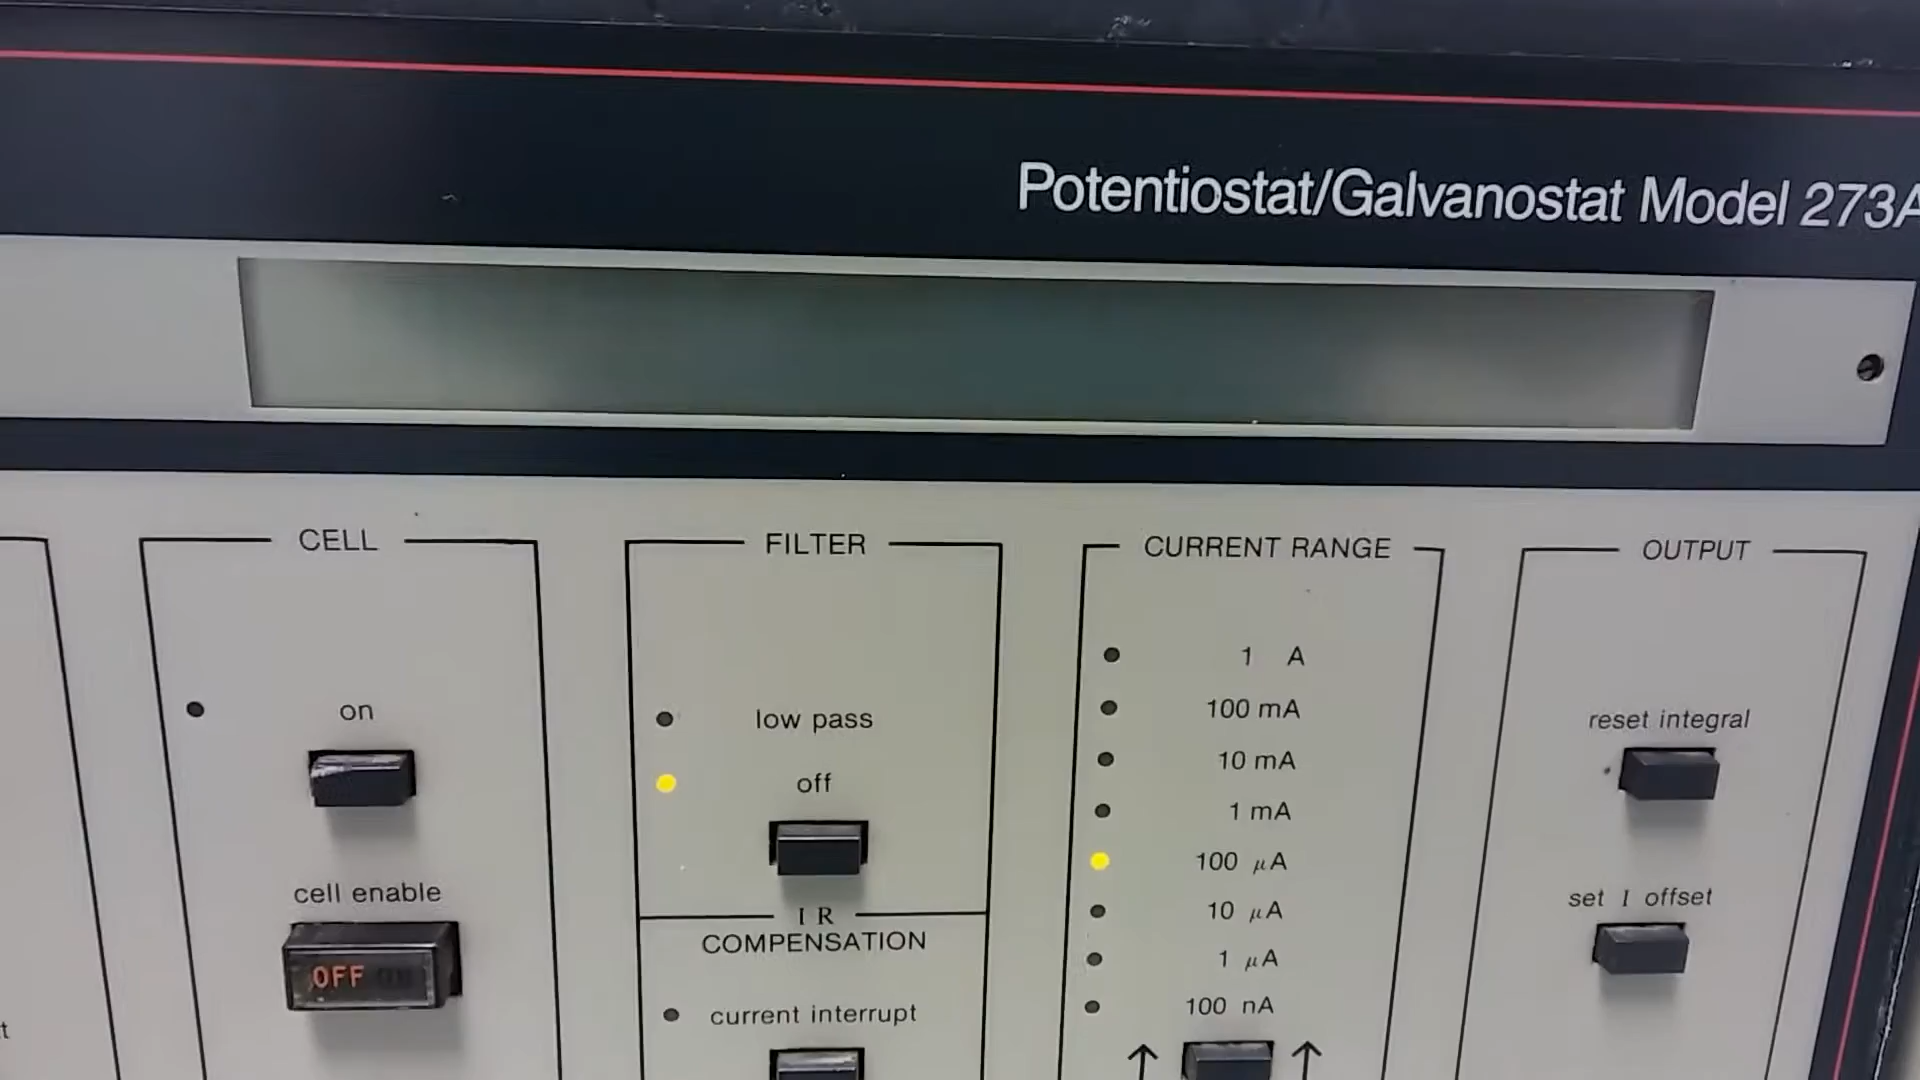 Potentiostat/Galvanostat Model 273A
CELL
on
cell enable
OFF
FILTER
low pass
off
I R
COMPENSATION
current interrupt
CURRENT RANGE
1 A
100 mA
10 mA
1 mA
100 μA
10 μA
1 μA
100 nA
OUTPUT
reset integral
set I offset